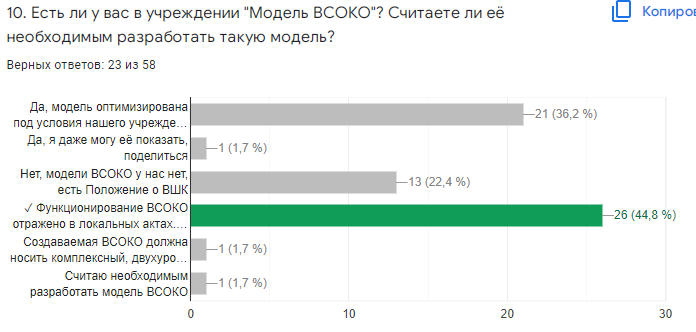 10. Есть ли у вас в учреждении "Модель ВСОКО"? Считаете ли её
необходимым разработать такую модель?
Копиров
Верных ответов: 23 из 58
Да, модель оптимизирована
под условия нашего учрежде…
21 (36,2 %)
Да, я даже могу её показать,
поделиться
1 (1,7 %)
Нет, модели ВСОКО у нас нет,
есть Положение о ВШК
13 (22,4 %)
✓ Функционирование ВСОКО
отражено в локальных актах.…
26 (44,8 %)
Создаваемая ВСОКО должна
носить комплексный, двухуро…
1 (1,7 %)
Считаю необходимым
разработать модель ВСОКО
1 (1,7 %)
0 10 20 30